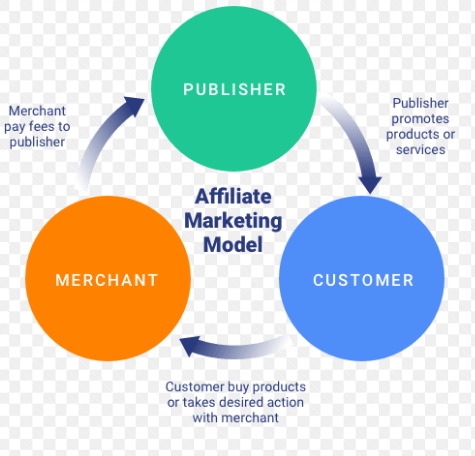 PUBLISHER
Merchant
pay fees to
publisher
Publisher
promotes
products or
services
Affiliate
Marketing
Model
MERCHANT
CUSTOMER
Customer buy products
or takes desired action
with merchant